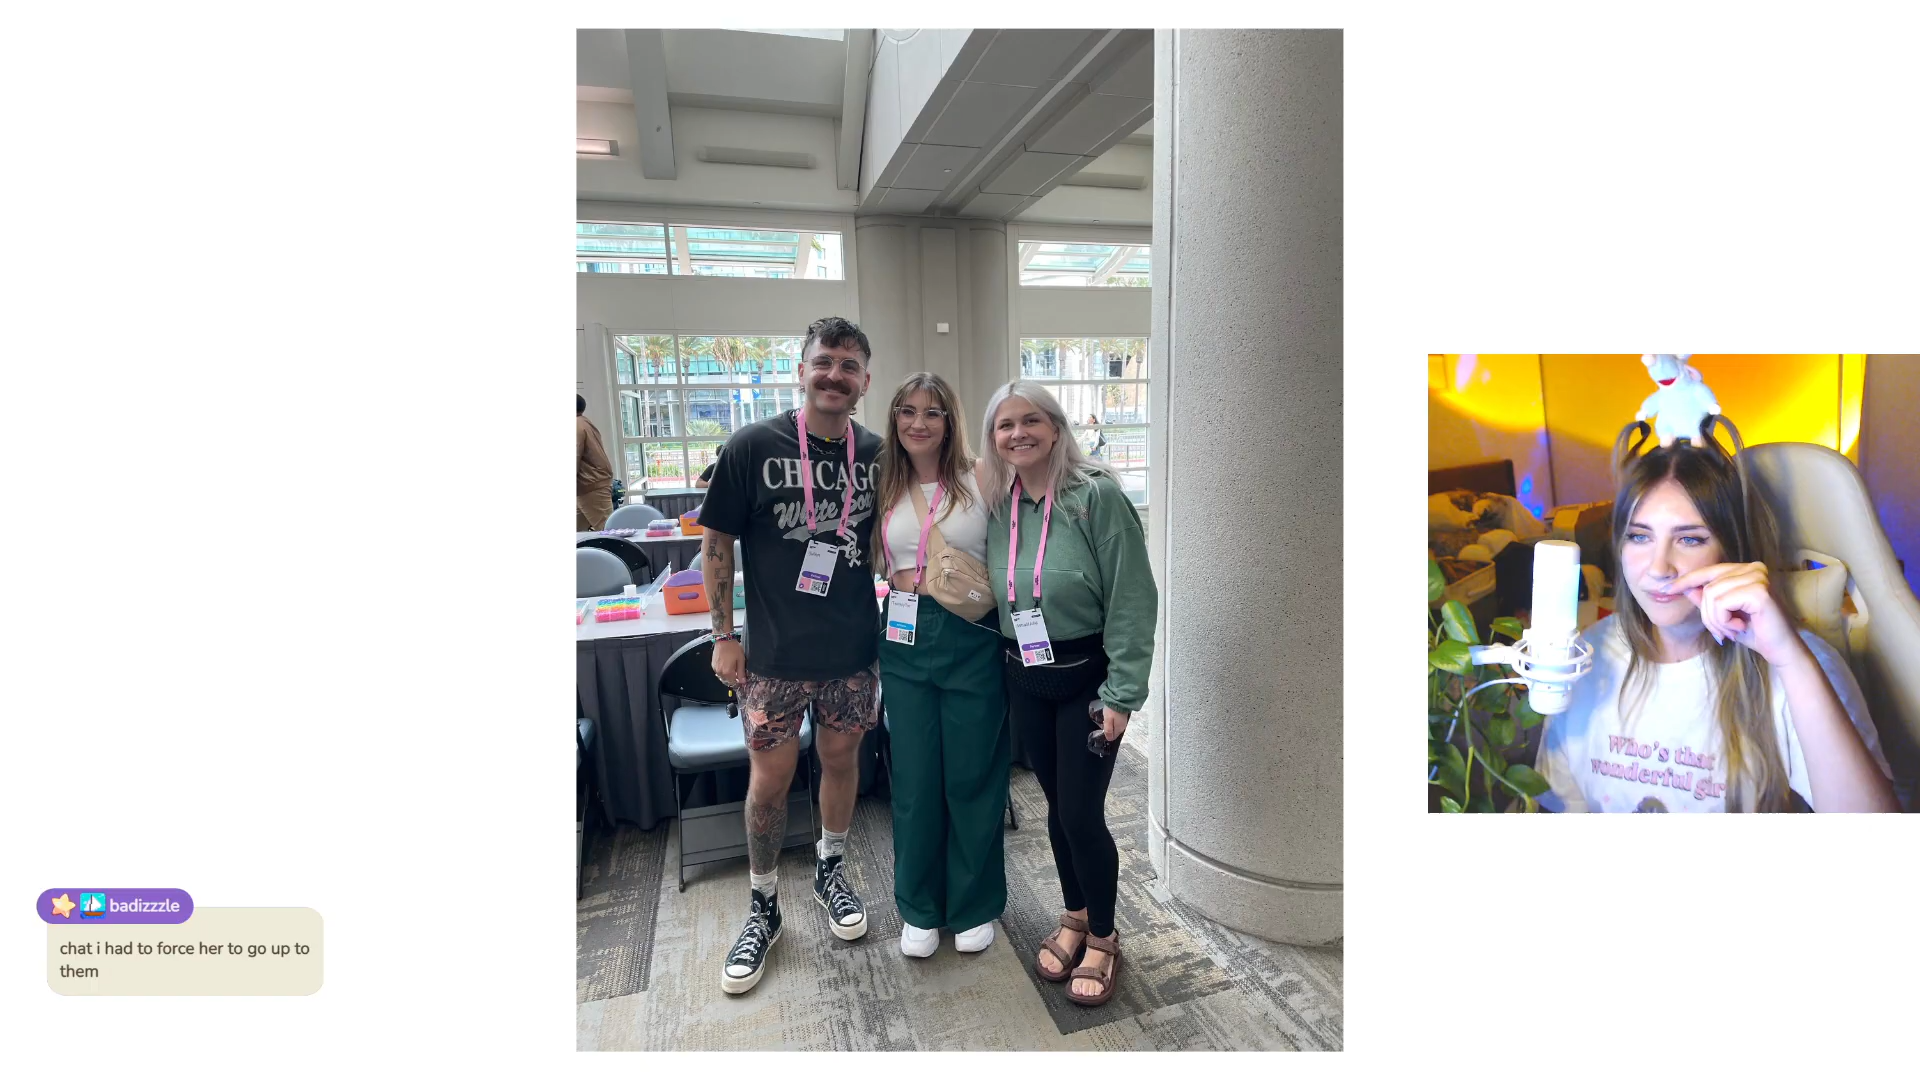 CHICAGO
White Sox
badizzzle
chat i had to force her to go up to
them
Who's that
wonderful girl